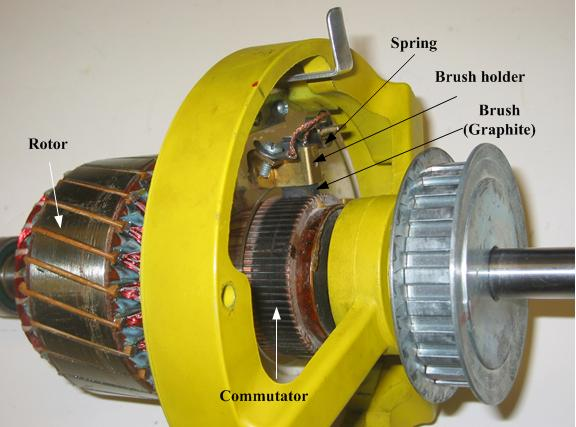 Spring
Brush holder
Brush
(Graphite)
Rotor
Commutator